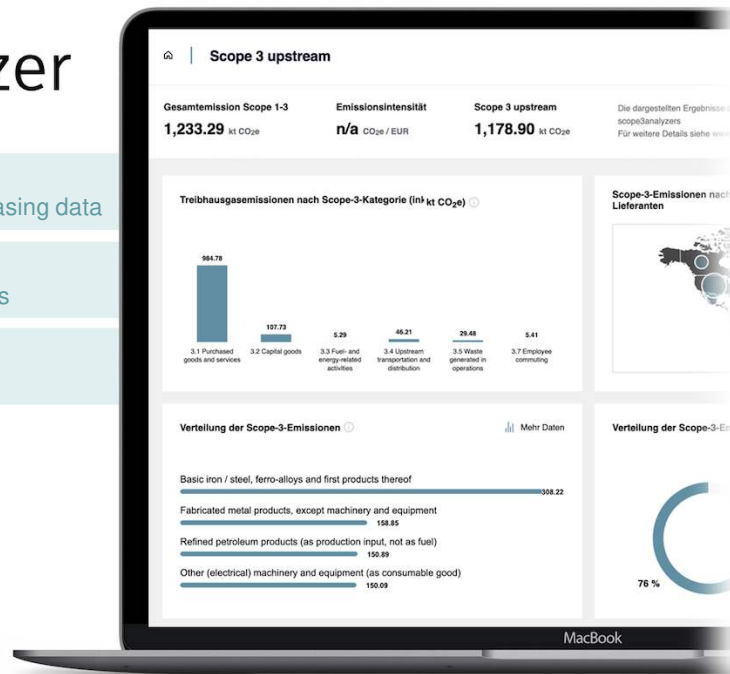 zer
asing data
s
Scope 3 upstream
Gesamtemission Scope 1-3
1,233.29 kt CO₂e
Emissionsintensität
n/a CO₂e / EUR
Scope 3 upstream
1,178.90 kt CO₂e
Die dargestellten Ergebnisse
scope3analyzers
Für weitere Details siehe
Treibhausgasemissionen nach Scope-3-Kategorie (in kt CO₂e)
984.78
107.73
5.29
46.21
29.48
5.41
3.1 Purchased
goods and services
3.2 Capital goods
3.3 Fuel- and
energy-related
activities
3.4 Upstream
transportation and
distribution
3.5 Waste
generated in
operations
3.7 Employee
commuting
Scope-3-Emissionen nach
Lieferanten
Verteilung der Scope-3-Emissionen
Mehr Daten
Basic iron / steel, ferro-alloys and first products thereof
308.22
Fabricated metal products, except machinery and equipment
158.85
Refined petroleum products (as production input, not as fuel)
150.89
Other (electrical) machinery and equipment (as consumable good)
150.09
Verteilung der Scope-3-E
76 %
MacBook